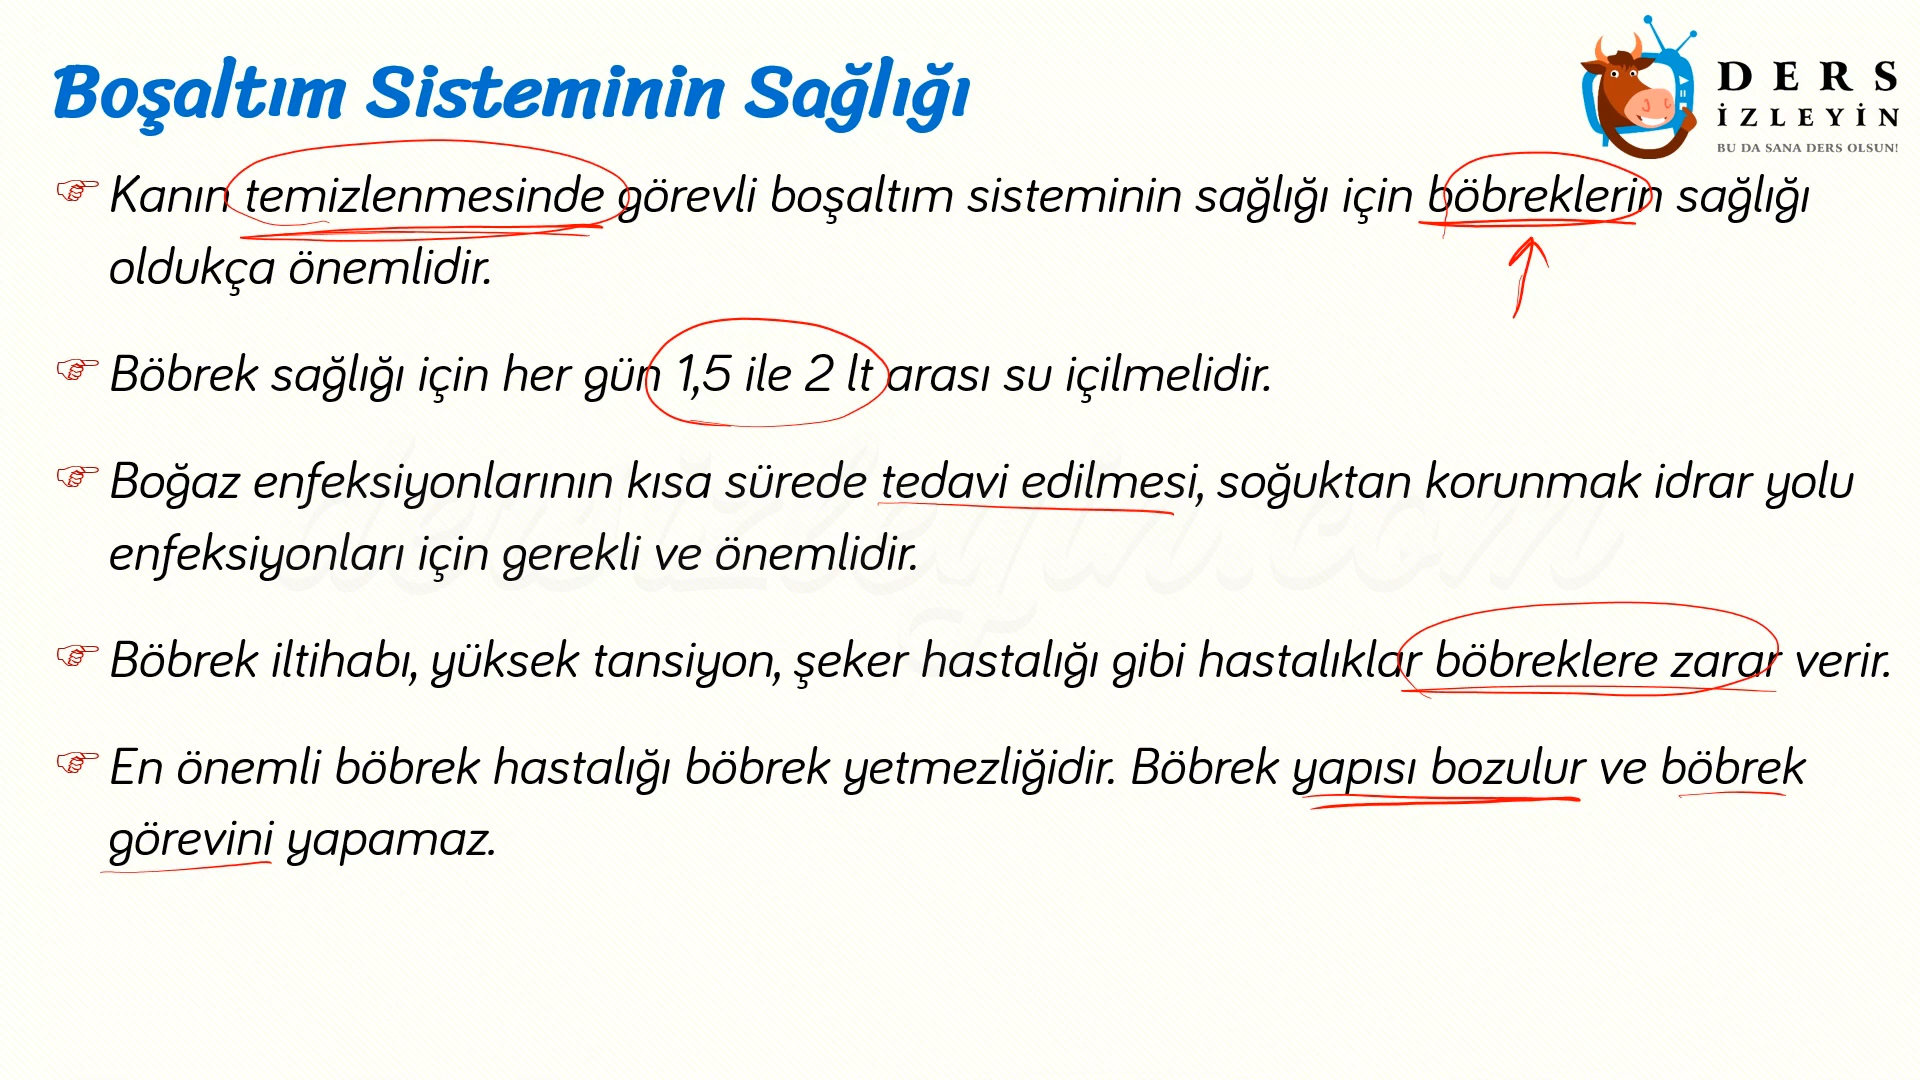 Boşaltım Sisteminin Sağlığı
DERS
İZLEYİN
BU DA SANA DERS OLSUN!
Kanın temizlenmesinde görevli boşaltım sisteminin sağlığı için böbreklerin sağlığı
oldukça önemlidir.
Böbrek sağlığı için her gün 1,5 ile 2 lt arası su içilmelidir.
Boğaz enfeksiyonlarının kısa sürede tedavi edilmesi, soğuktan korunmak idrar yolu
enfeksiyonları için gerekli ve önemlidir.
Böbrek iltihabı, yüksek tansiyon, şeker hastalığı gibi hastalıklar böbreklere zarar verir.
En önemli böbrek hastalığı böbrek yetmezliğidir. Böbrek yapısı bozulur ve böbrek
görevini yapamaz.
dersizleyin.com